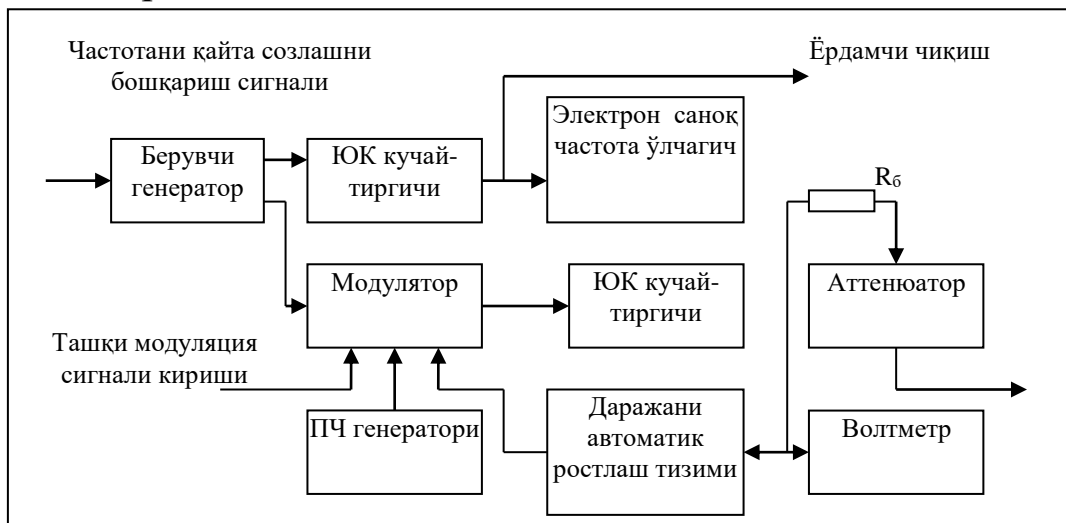 Частотани қайта созлашни
бошқариш сигнали
Ёрдамчи чиқиш
Берувчи
генератор
ЮК кучай-
тиргичи
Электрон саноқ
частота ўлчагич
Rб
Модулятор
ЮК кучай-
тиргичи
Аттенюатор
Ташқи модуляция
сигнали кириши
ПЧ генератори
Даражани
автоматик
ростлаш тизими
Волтметр